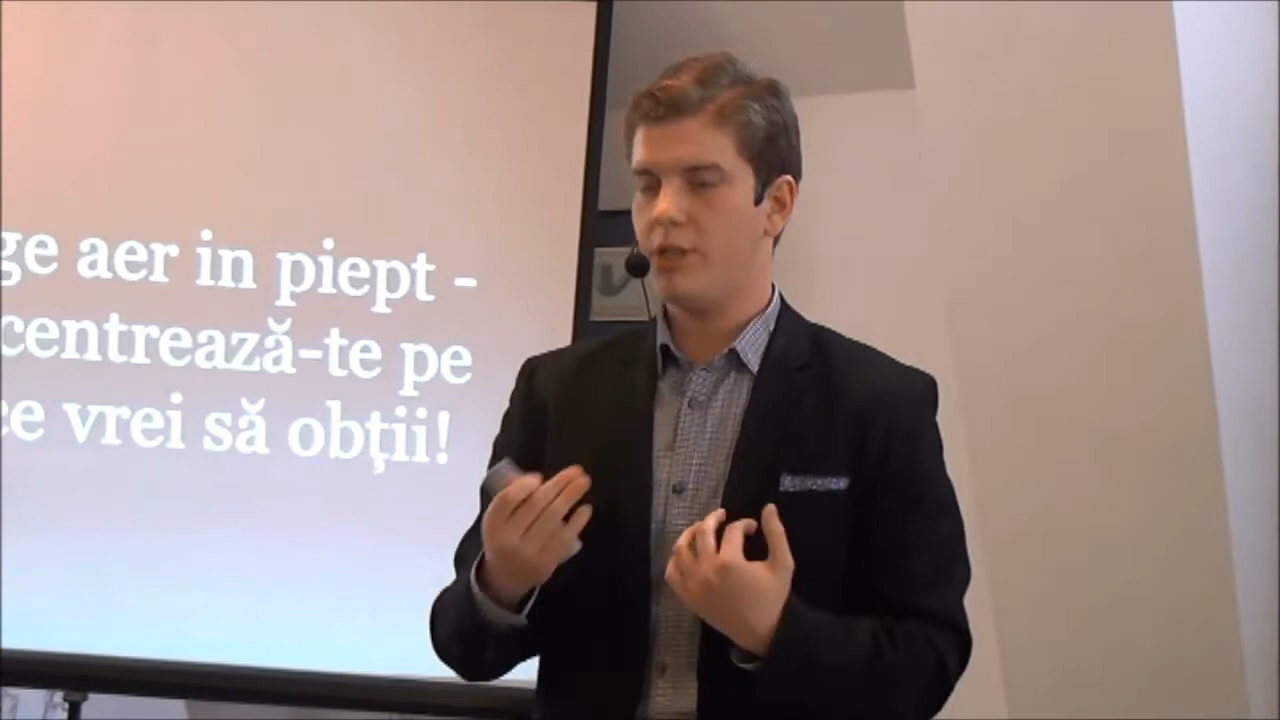 ge aer in piept -
centrează-te pe
ce vrei să obții!